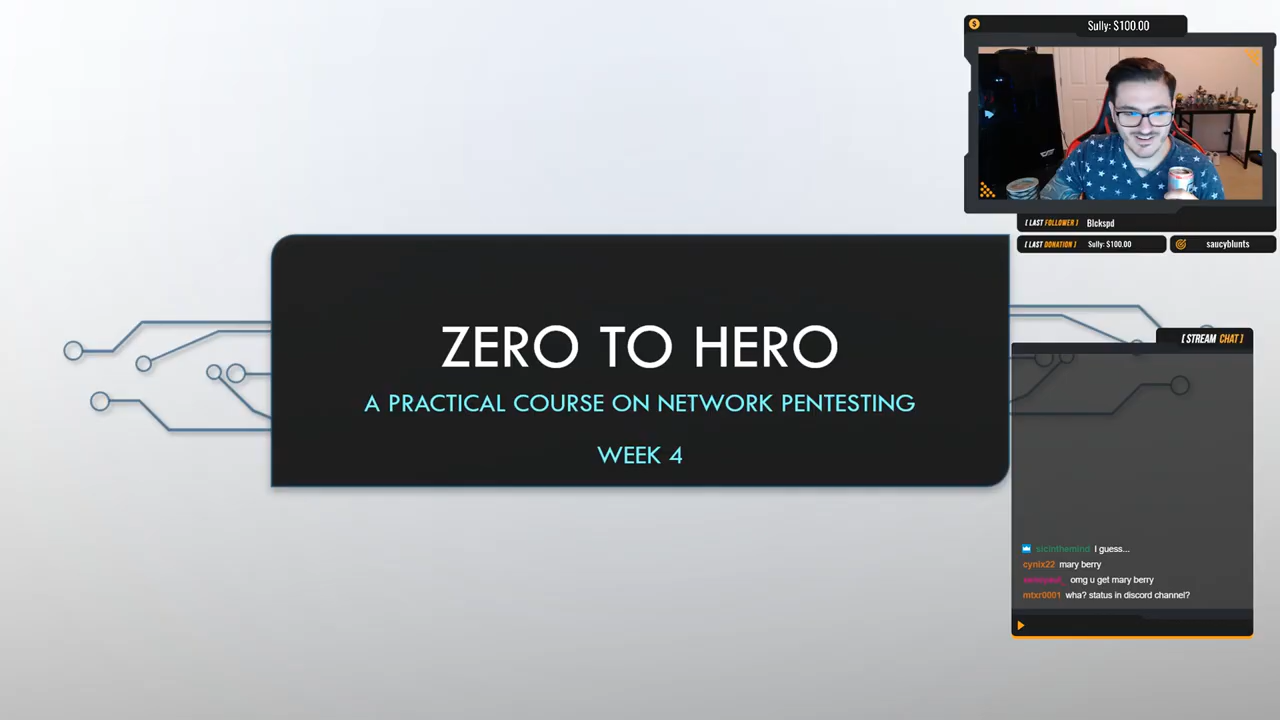 Sully: $100.00
[ LAST FOLLOWER ] Blckspd
[ LAST DONATION ] Sully: $100.00
saucyblunts
ZERO TO HERO
A PRACTICAL COURSE ON NETWORK PENTESTING
WEEK 4
[ STREAM CHAT ]
sicinthemind I guess...
cynix22 mary berry
omg u get mary berry
mtxr0001 wha? status in discord channel?